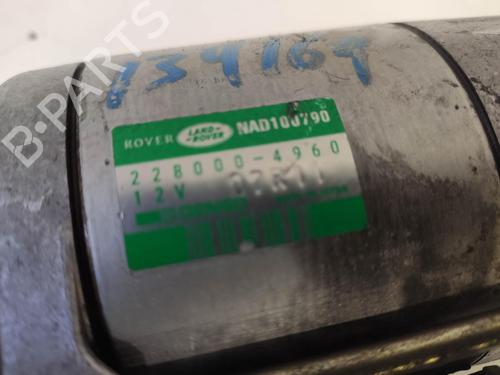 134169
ROVER LAND ROVER NAD100790
228000-4960
12V
B-PARTS